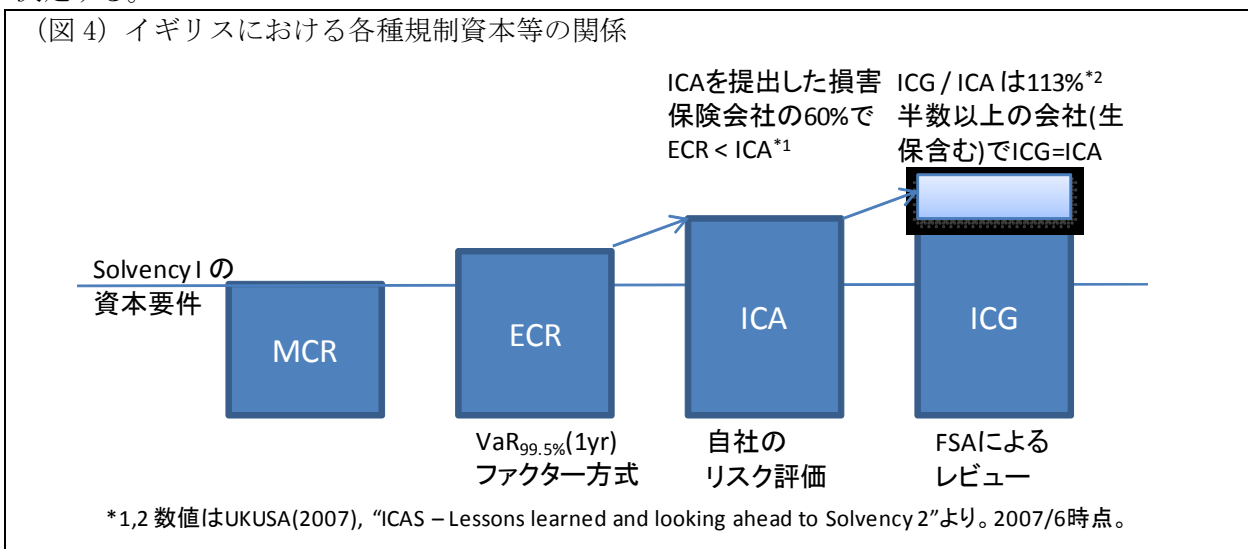 (図 4)イギリスにおける各種規制資本等の関係
ICAを提出した損害
保険会社の60%で
ECR < ICA*1
ICG / ICA は113%*2
半数以上の会社(生
保含む)でICG=ICA
Solvency I の
資本要件
MCR
ECR
ICA
ICG
VaR99.5%(1yr)
ファクター方式
自社の
リスク評価
FSAによる
レビュー
*1,2 数値はUKUSA(2007), “ICAS – Lessons learned and looking ahead to Solvency 2”より。2007/6時点。